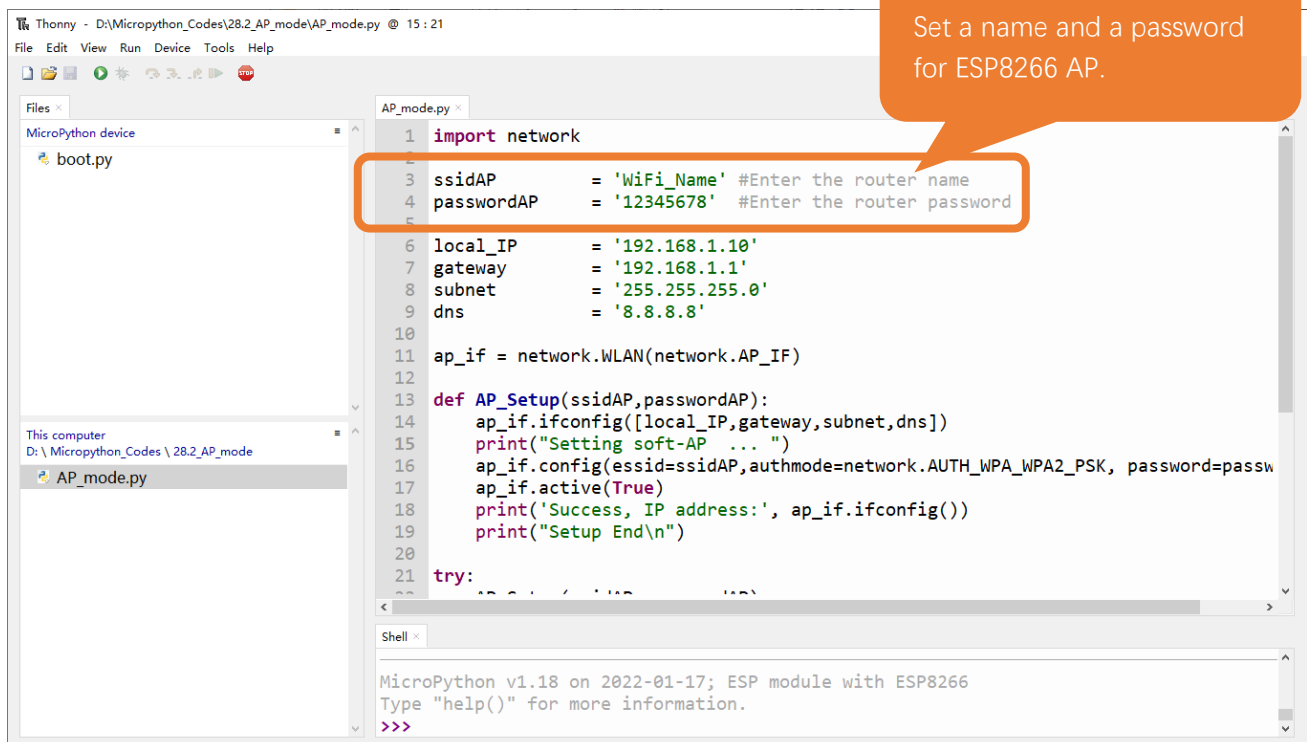 Thonny - D:\Micropython_Codes\28.2_AP_mode\AP_mode.py @ 15 : 21
File Edit View Run Device Tools Help
Set a name and a password
for ESP8266 AP.
STOP
Files ×
MicroPython device
boot.py
This computer
D: \ Micropython_Codes \ 28.2_AP_mode
AP_mode.py
AP_mode.py ×
1 import network
2
3 ssidAP         = 'WiFi_Name' #Enter the router name
4 passwordAP     = '12345678'  #Enter the router password
5
6 local_IP       = '192.168.1.10'
7 gateway        = '192.168.1.1'
8 subnet         = '255.255.255.0'
9 dns            = '8.8.8.8'
10
11 ap_if = network.WLAN(network.AP_IF)
12
13 def AP_Setup(ssidAP,passwordAP):
14     ap_if.ifconfig([local_IP,gateway,subnet,dns])
15     print("Setting soft-AP  ... ")
16     ap_if.config(essid=ssidAP,authmode=network.AUTH_WPA_WPA2_PSK, password=passw
17     ap_if.active(True)
18     print('Success, IP address:', ap_if.ifconfig())
19     print("Setup End\n")
20
21 try:
Shell ×
MicroPython v1.18 on 2022-01-17; ESP module with ESP8266
Type "help()" for more information.
>>>